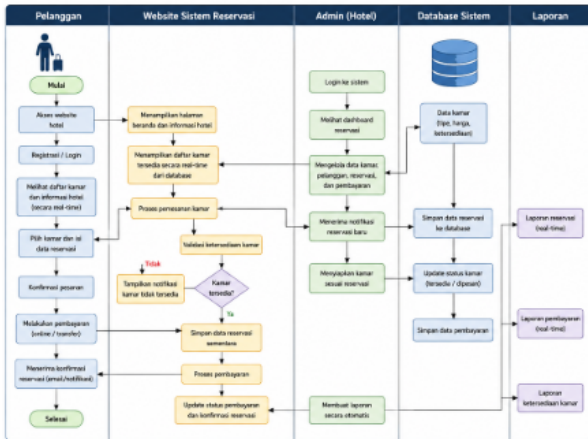 Pelanggan
Website Sistem Reservasi
Admin (Hotel)
Database Sistem
Laporan
Mulai
Akses website
hotel
Registrasi / Login
Melihat daftar kamar
dan informasi hotel
(secara real-time)
Pilih kamar dan isi
data reservasi
Konfirmasi pesanan
Melakukan pembayaran
(online / transfer)
Menerima konfirmasi
reservasi (email/notifikasi)
Selesai
Menampilkan halaman
beranda dan informasi hotel
Menampilkan daftar kamar
tersedia secara real-time
dari database
Proses pemesanan kamar
Validasi ketersediaan kamar
Tidak
Tampilkan notifikasi
kamar tidak tersedia
Kamar
tersedia?
Ya
Simpan data reservasi
sementara
Proses pembayaran
Update status pembayaran
dan konfirmasi reservasi
Login ke sistem
Melihat dashboard
reservasi
Mengelola data kamar,
pelanggan, reservasi,
dan pembayaran
Menerima notifikasi
reservasi baru
Menyiapkan kamar
sesuai reservasi
Membuat laporan
secara otomatis
Data kamar
(tipe, harga,
ketersediaan)
Simpan data reservasi
ke database
Update status kamar
(tersedia / dipesan)
Simpan data pembayaran
Laporan reservasi
(real-time)
Laporan pembayaran
(real-time)
Laporan
ketersediaan kamar